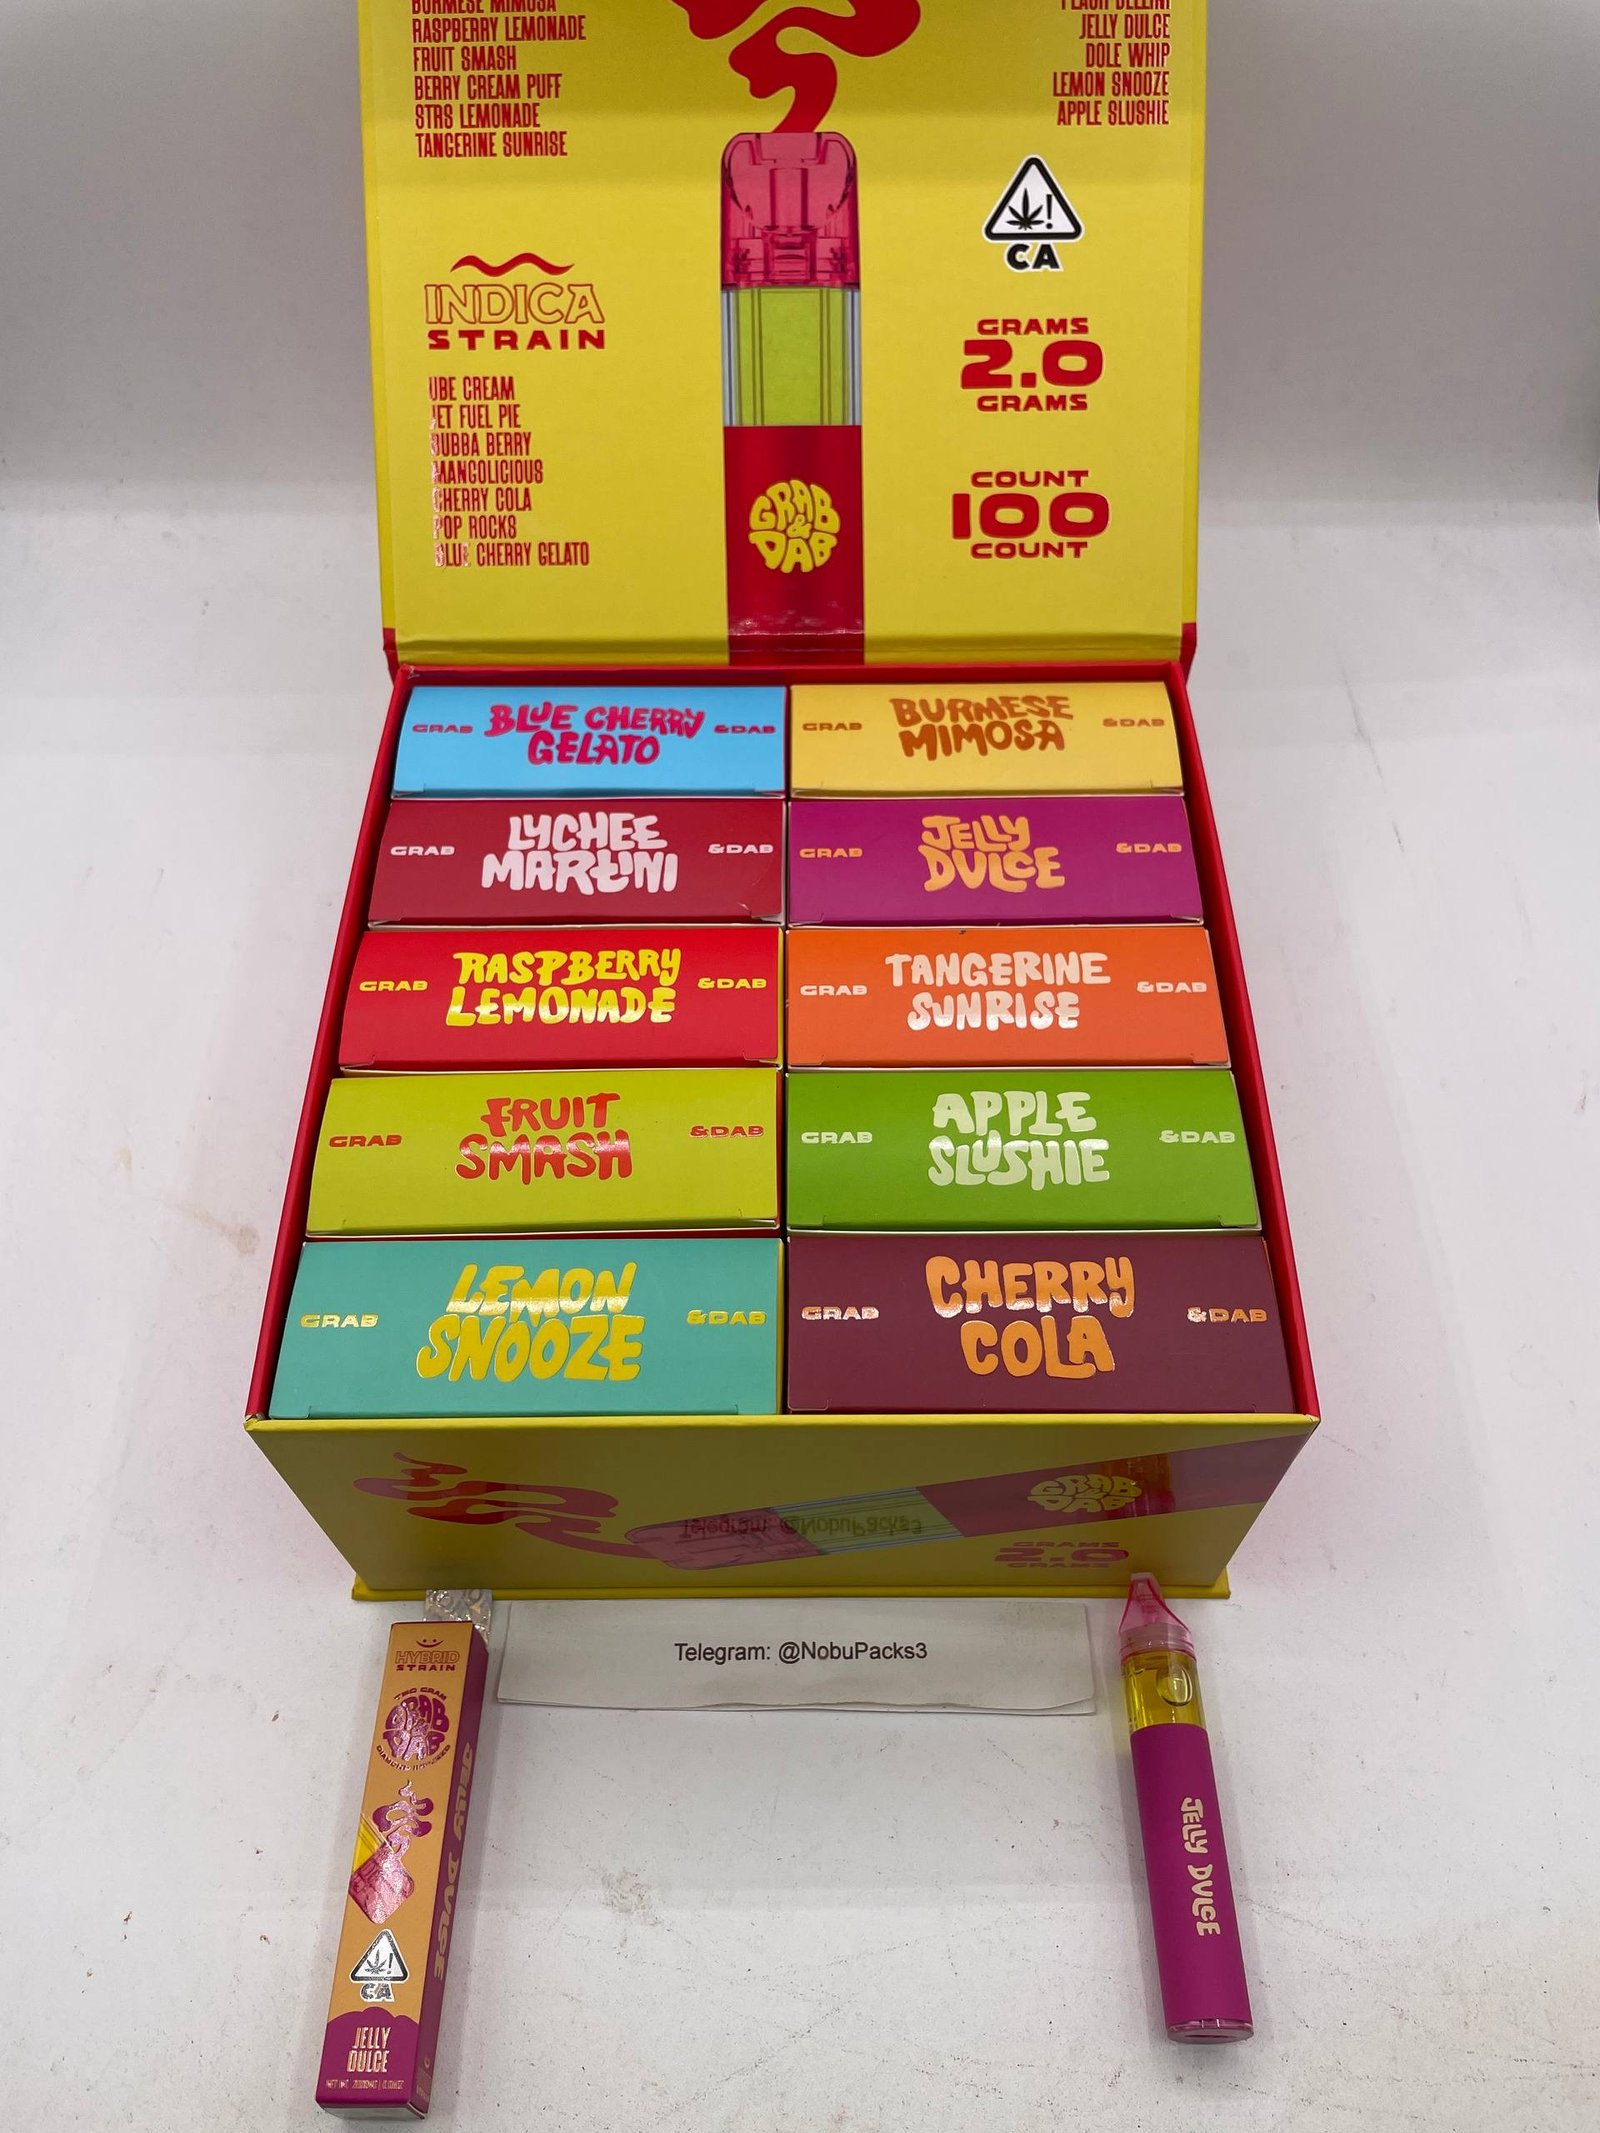 BURMESE MIMOSA
RASPBERRY LEMONADE
FRUIT SMASH
BERRY CREAM PUFF
STRS LEMONADE
TANGERINE SUNRISE
PEACH BELLINI
JELLY DULCE
DOLE WHIP
LEMON SNOOZE
APPLE SLUSHIE
CA
INDICA
STRAIN
UBE CREAM
JET FUEL PIE
BUBBA BERRY
MANGOLICIOUS
CHERRY COLA
POP ROCKS
BLUE CHERRY GELATO
GRAMS
2.0
GRAMS
COUNT
100
COUNT
GRAB
&
DAB
GRAB BLUE CHERRY &DAB
GELATO
GRAB BURMESE &DAB
MIMOSA
GRAB LYCHEE &DAB
MARTINI
GRAB JELLY &DAB
DULCE
GRAB RASPBERRY &DAB
LEMONADE
GRAB TANGERINE &DAB
SUNRISE
GRAB FRUIT &DAB
SMASH
GRAB APPLE &DAB
SLUSHIE
GRAB LEMON &DAB
SNOOZE
GRAB CHERRY &DAB
COLA
GRAB
&
DAB
GRAMS
2.0
GRAMS
Telegram: @NobuPacks3
HYBRID
STRAIN
TWO GRAM
GRAB
&
DAB
JELLY DULCE
CA
JELLY
DULCE
JELLY DULCE